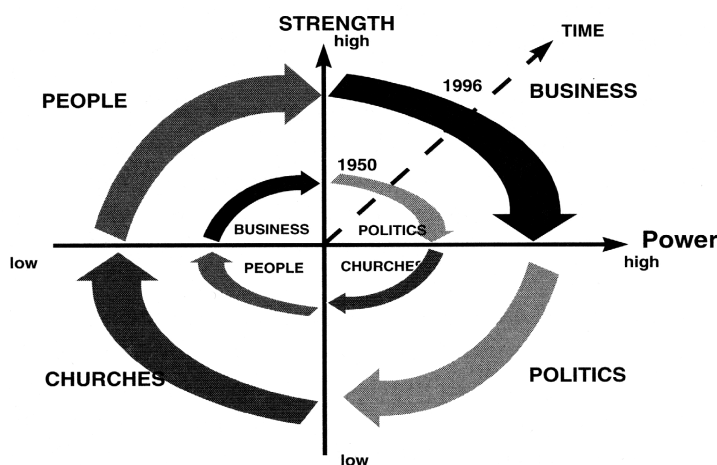 STRENGTH
high
TIME
PEOPLE
1996
BUSINESS
1950
BUSINESS
POLITICS
Power
low
PEOPLE
CHURCHES
high
CHURCHES
POLITICS
low